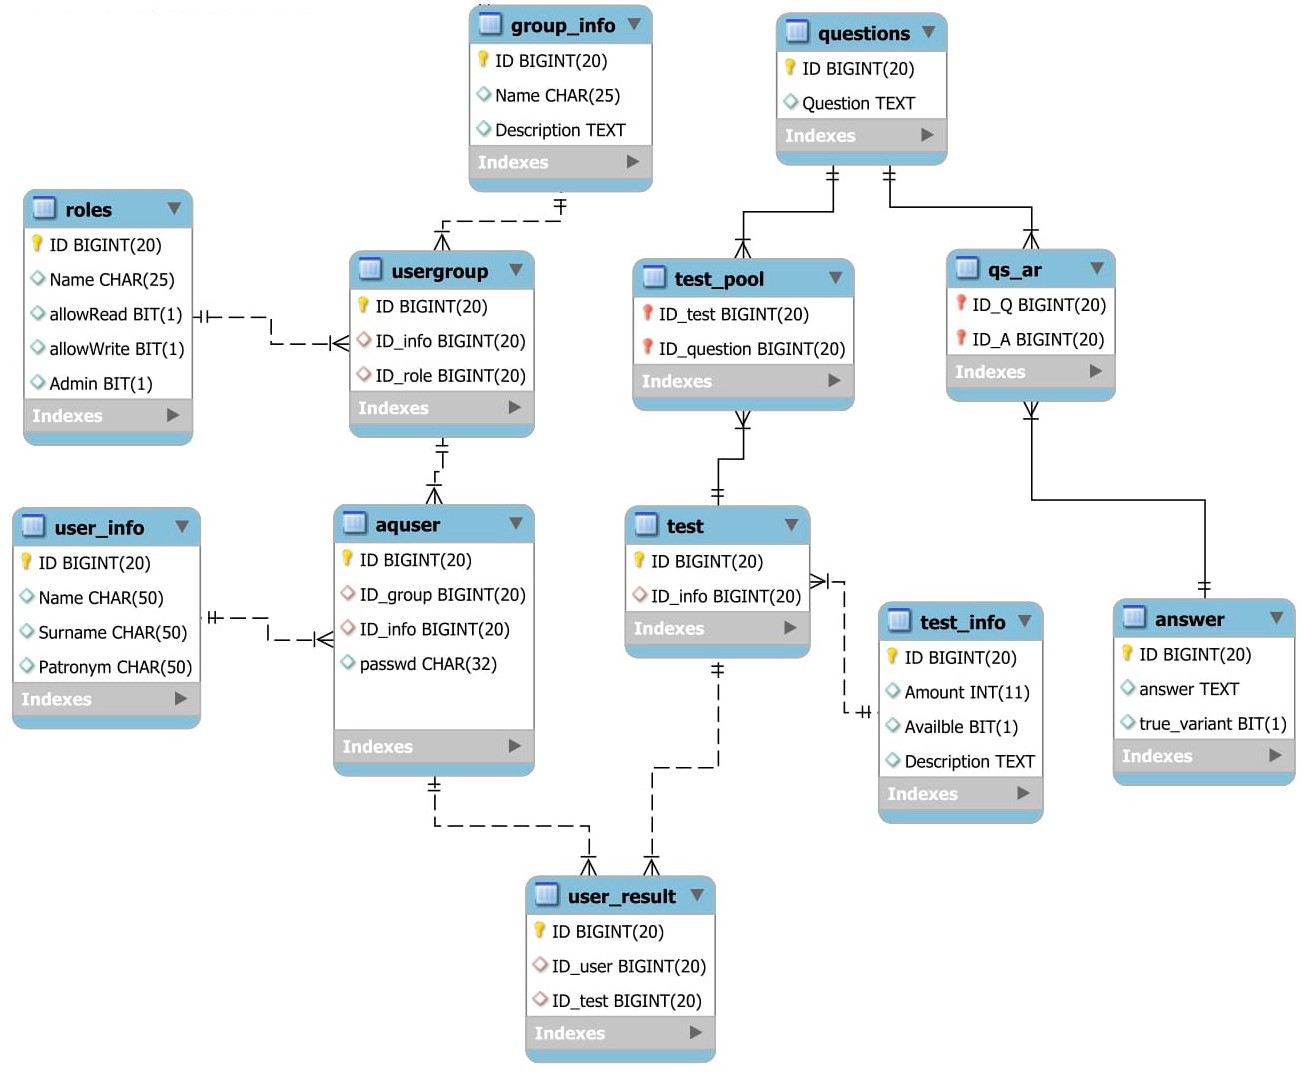 group_info
ID BIGINT(20)
Name CHAR(25)
Description TEXT
Indexes
questions
ID BIGINT(20)
Question TEXT
Indexes
roles
ID BIGINT(20)
Name CHAR(25)
allowRead BIT(1)
allowWrite BIT(1)
Admin BIT(1)
Indexes
usergroup
ID BIGINT(20)
ID_info BIGINT(20)
ID_role BIGINT(20)
Indexes
test_pool
ID_test BIGINT(20)
ID_question BIGINT(20)
Indexes
qs_ar
ID_Q BIGINT(20)
ID_A BIGINT(20)
Indexes
user_info
ID BIGINT(20)
Name CHAR(50)
Surname CHAR(50)
Patronym CHAR(50)
Indexes
aquser
ID BIGINT(20)
ID_group BIGINT(20)
ID_info BIGINT(20)
passwd CHAR(32)
Indexes
test
ID BIGINT(20)
ID_info BIGINT(20)
Indexes
test_info
ID BIGINT(20)
Amount INT(11)
Availble BIT(1)
Description TEXT
Indexes
answer
ID BIGINT(20)
answer TEXT
true_variant BIT(1)
Indexes
user_result
ID BIGINT(20)
ID_user BIGINT(20)
ID_test BIGINT(20)
Indexes